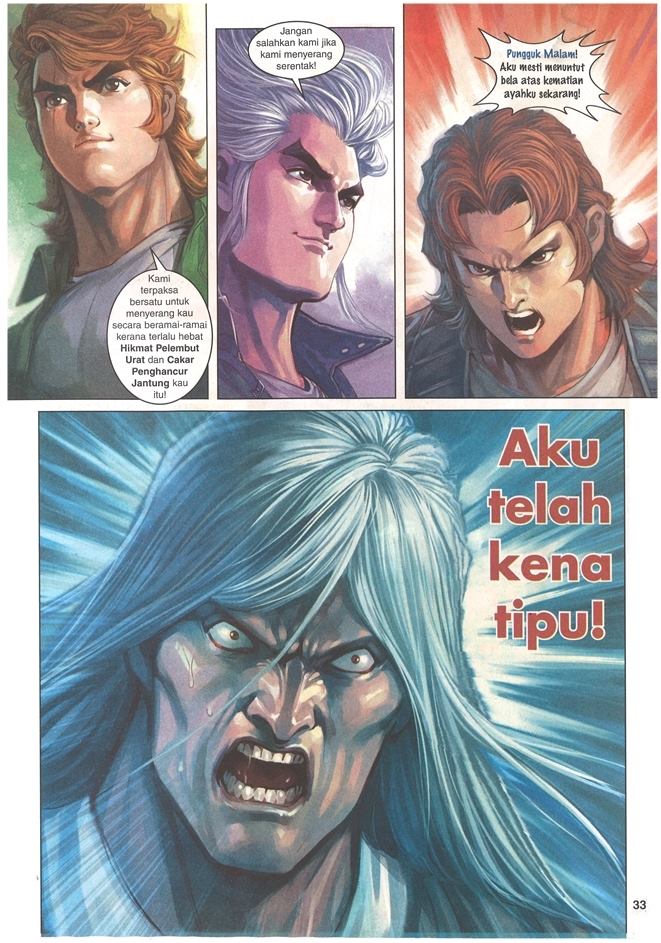 Kami
terpaksa
bersatu untuk
menyerang kau
secara beramai-ramai
kerana terlalu hebat
Hikmat Pelembut
Urat dan Cakar
Penghancur
Jantung kau
itu!
Jangan
salahkan kami jika
kami menyerang
serentak!
Pungguk Malam!
Aku mesti menuntut
bela atas kematian
ayahku sekarang!
Aku
telah
kena
tipu!
33